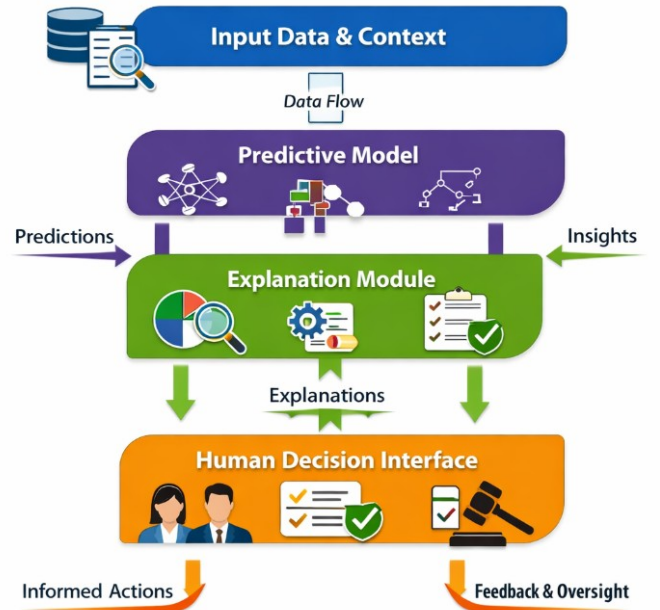 Input Data & Context
Data Flow
Predictive Model
Predictions
Insights
Explanation Module
Explanations
Human Decision Interface
Informed Actions
Feedback & Oversight